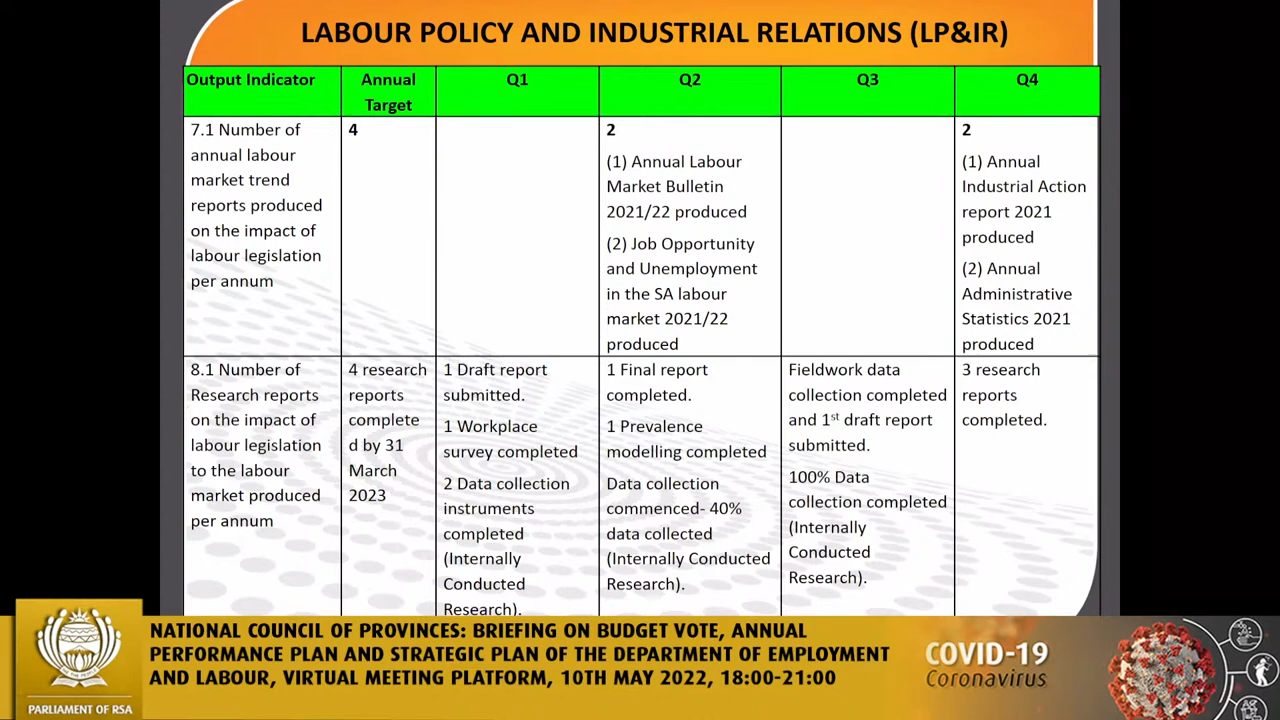 LABOUR POLICY AND INDUSTRIAL RELATIONS (LP&IR)
Output Indicator
Annual
Target
Q1
Q2
Q3
Q4
7.1 Number of
annual labour
market trend
reports produced
on the impact of
labour legislation
per annum
4
2
(1) Annual Labour
Market Bulletin
2021/22 produced
(2) Job Opportunity
and Unemployment
in the SA labour
market 2021/22
produced
2
(1) Annual
Industrial Action
report 2021
produced
(2) Annual
Administrative
Statistics 2021
produced
8.1 Number of
Research reports
on the impact of
labour legislation
to the labour
market produced
per annum
4 research
reports
complete
d by 31
March
2023
1 Draft report
submitted.
1 Workplace
survey completed
2 Data collection
instruments
completed
(Internally
Conducted
Research).
1 Final report
completed.
1 Prevalence
modelling completed
Data collection
commenced- 40%
data collected
(Internally Conducted
Research).
Fieldwork data
collection completed
and 1st draft report
submitted.
100% Data
collection completed
(Internally
Conducted
Research).
3 research
reports
completed.
NATIONAL COUNCIL OF PROVINCES: BRIEFING ON BUDGET VOTE, ANNUAL
PERFORMANCE PLAN AND STRATEGIC PLAN OF THE DEPARTMENT OF EMPLOYMENT
AND LABOUR, VIRTUAL MEETING PLATFORM, 10TH MAY 2022, 18:00-21:00
PARLIAMENT OF RSA
COVID-19
Coronavirus